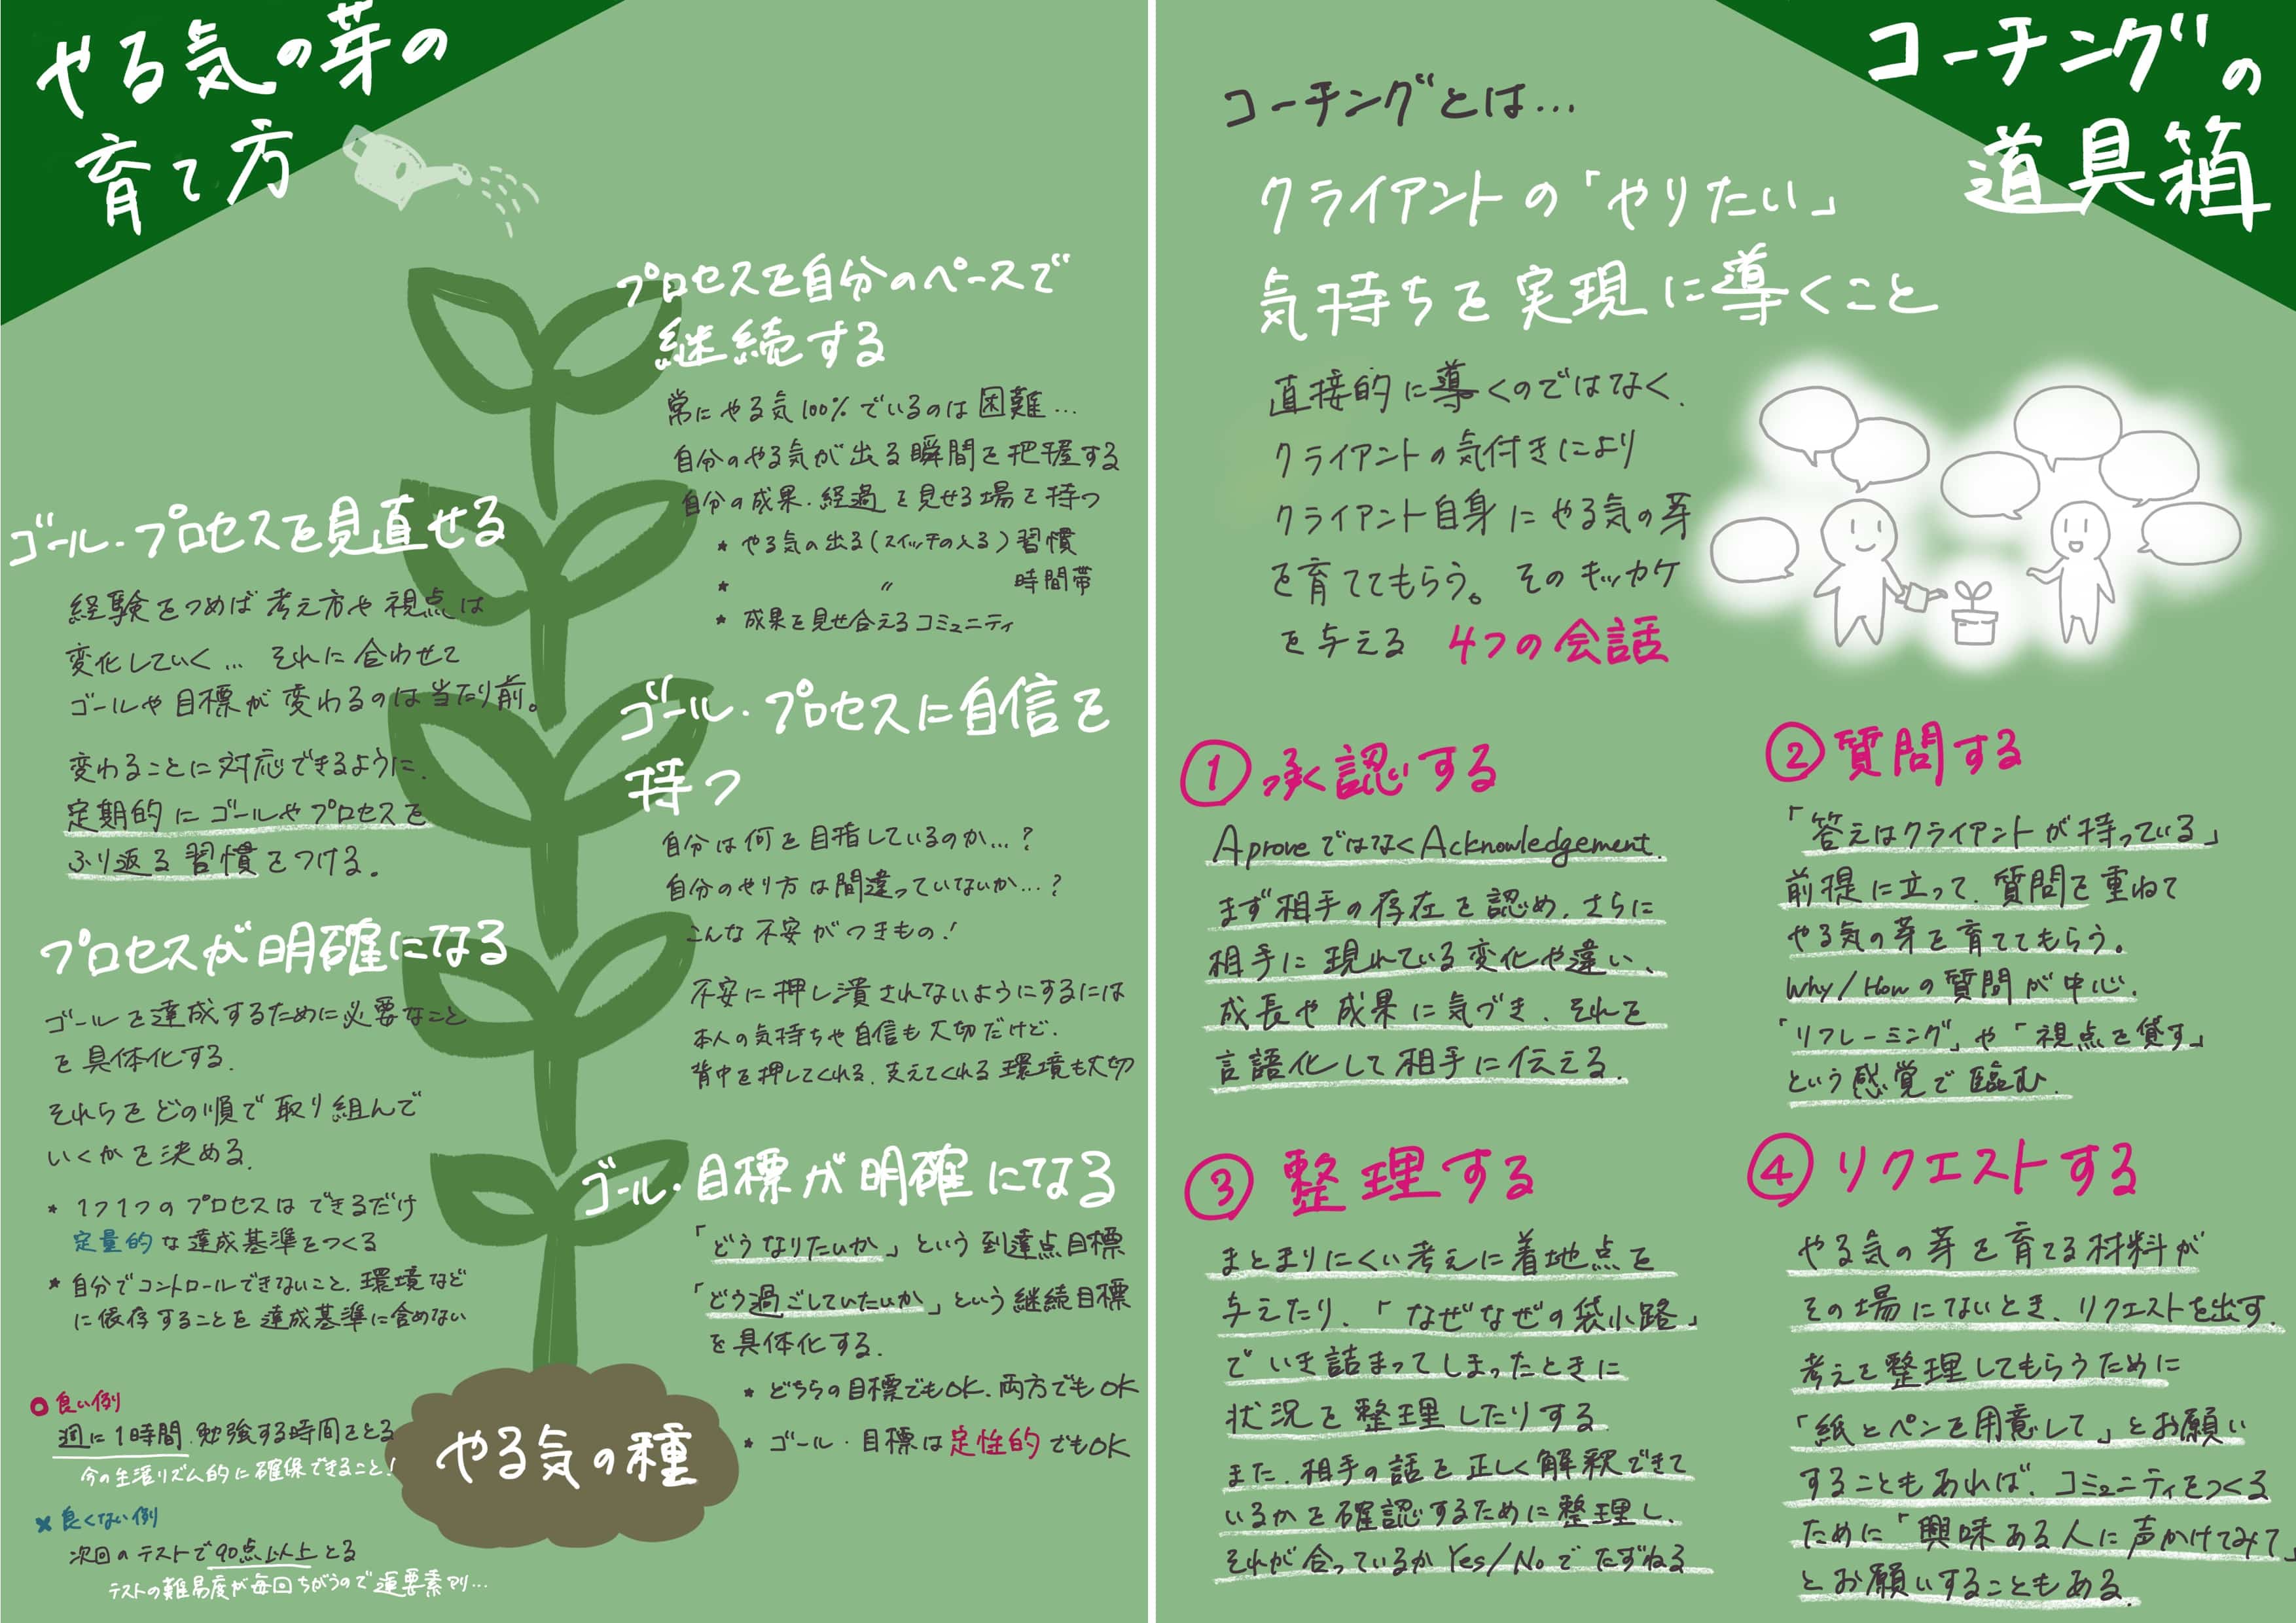 やる気の芽の
育て方
プロセスを自分のペースで
継続する
常にやる気100%でいるのは困難…
自分のやる気が出る瞬間を把握する
自分の成果・経過を見せる場を持つ
* やる気の出る(スイッチの入る)習慣
* 〃 時間帯
* 成果を見せ合えるコミュニティ
ゴール・プロセスを見直せる
経験をつめば考え方や視点は
変化していく… それに合わせて
ゴールや目標が変わるのは当たり前。
変わることに対応できるように、
定期的にゴールやプロセスを
ふり返る習慣をつける。
ゴール・プロセスに自信を
持つ
自分は何を目指しているのか…?
自分のやり方は間違っていないか…?
こんな不安がつきもの!
不安に押し潰されないようにするには
本人の気持ちや自信も大切だけど、
背中を押してくれる、支えてくれる環境も大切
プロセスが明確になる
ゴールを達成するために必要なこと
を具体化する.
それらをどの順で取り組んで
いくかを決める.
* 1つ1つのプロセスはできるだけ
定量的な達成基準をつくる
* 自分でコントロールできないこと、環境など
に依存することを達成基準に含めない
良い例
週に1時間、勉強する時間をとる
今の生活リズム的に確保できること!
× 良くない例
次回のテストで90点以上とる
テストの難易度が毎回ちがうので運要素アリ…
ゴール・目標が明確になる
「どうなりたいか」という到達点目標
「どう過ごしていたいか」という継続目標
を具体化する.
* どちらの目標でもOK、両方でもOK
* ゴール・目標は定性的でもOK
やる気の種
コーチングの
道具箱
コーチングとは…
クライアントの「やりたい」
気持ちを実現に導くこと
直接的に導くのではなく、
クライアントの気付きにより
クライアント自身にやる気の芽
を育ててもらう。そのキッカケ
を与える 4つの会話
① 承認する
AproveではなくAcknowledgement.
まず相手の存在を認め、さらに
相手に現れている変化や違い、
成長や成果に気づき、それを
言語化して相手に伝える.
② 質問する
「答えはクライアントが持っている」
前提に立って、質問を重ねて
やる気の芽を育ててもらう。
Why/Howの質問が中心.
「リフレーミング」や「視点を貸す」
という感覚で臨む.
③ 整理する
まとまりにくい考えに着地点を
与えたり、「なぜなぜの袋小路」
でいき詰まってしまったときに
状況を整理したりする.
また、相手の話を正しく解釈できて
いるかを確認するために整理し、
それが合っているかYes/Noでたずねる
④ リクエストする
やる気の芽を育てる材料が
その場にないとき、リクエストを出す.
考えを整理してもらうために
「紙とペンを用意して」とお願い
することもあれば、コミュニティをつくる
ために「興味ある人に声かけてみて」
とお願いすることもある.